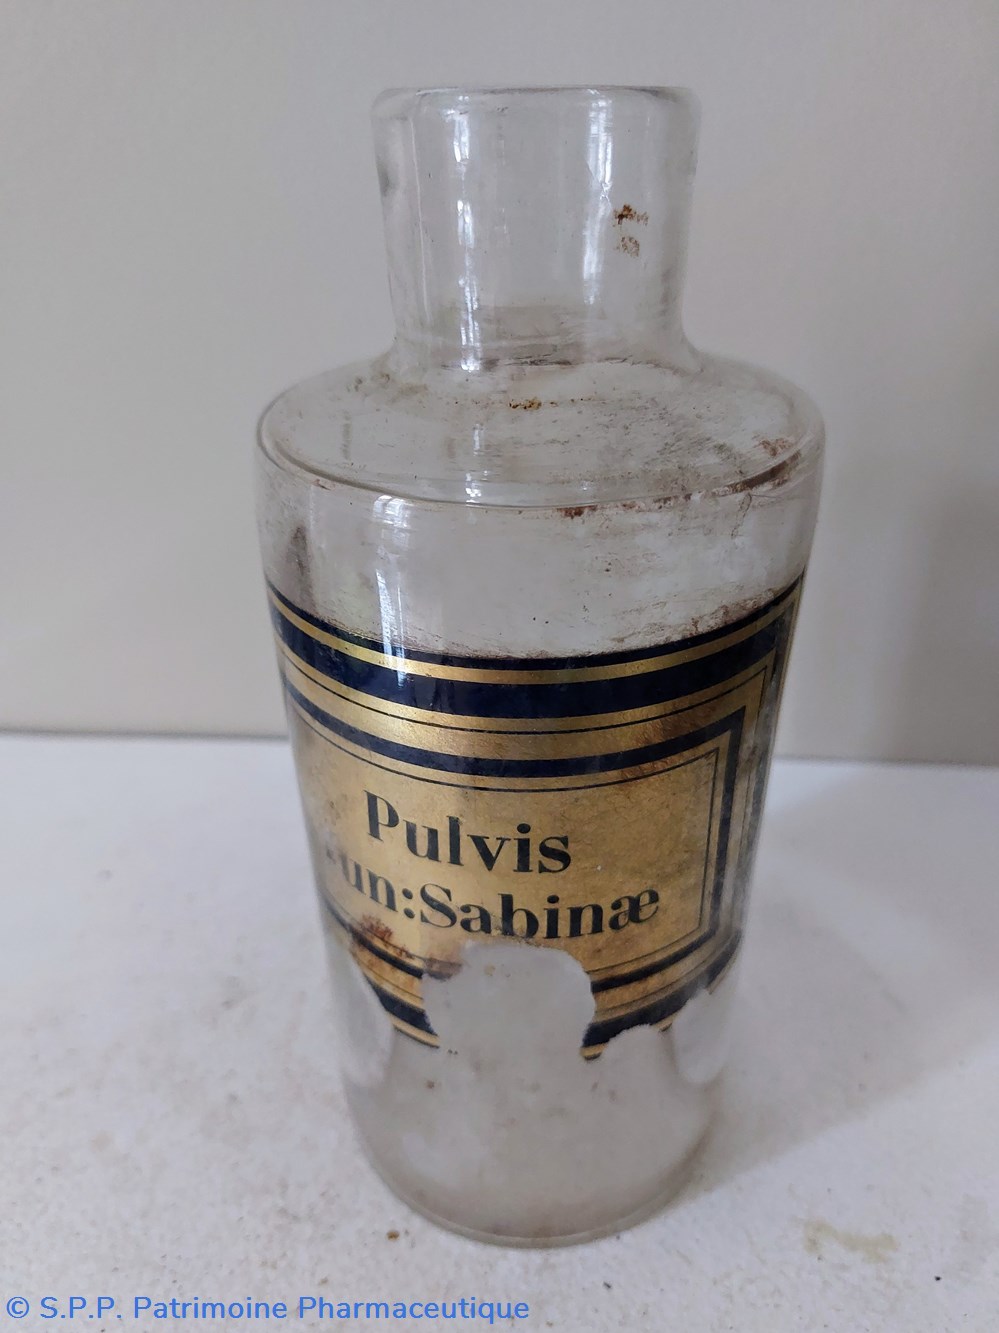 Pulvis
un:Sabinæ
© S.P.P. Patrimoine Pharmaceutique